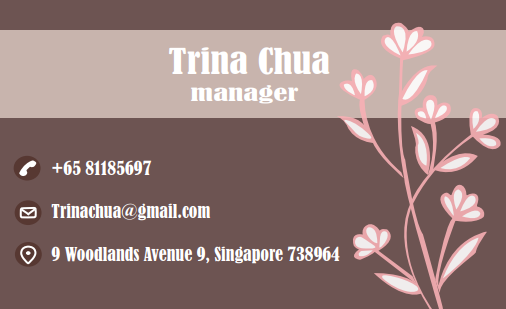 Trina Chua
manager
+65 81185697
Trinachua@gmail.com
9 Woodlands Avenue 9, Singapore 738964